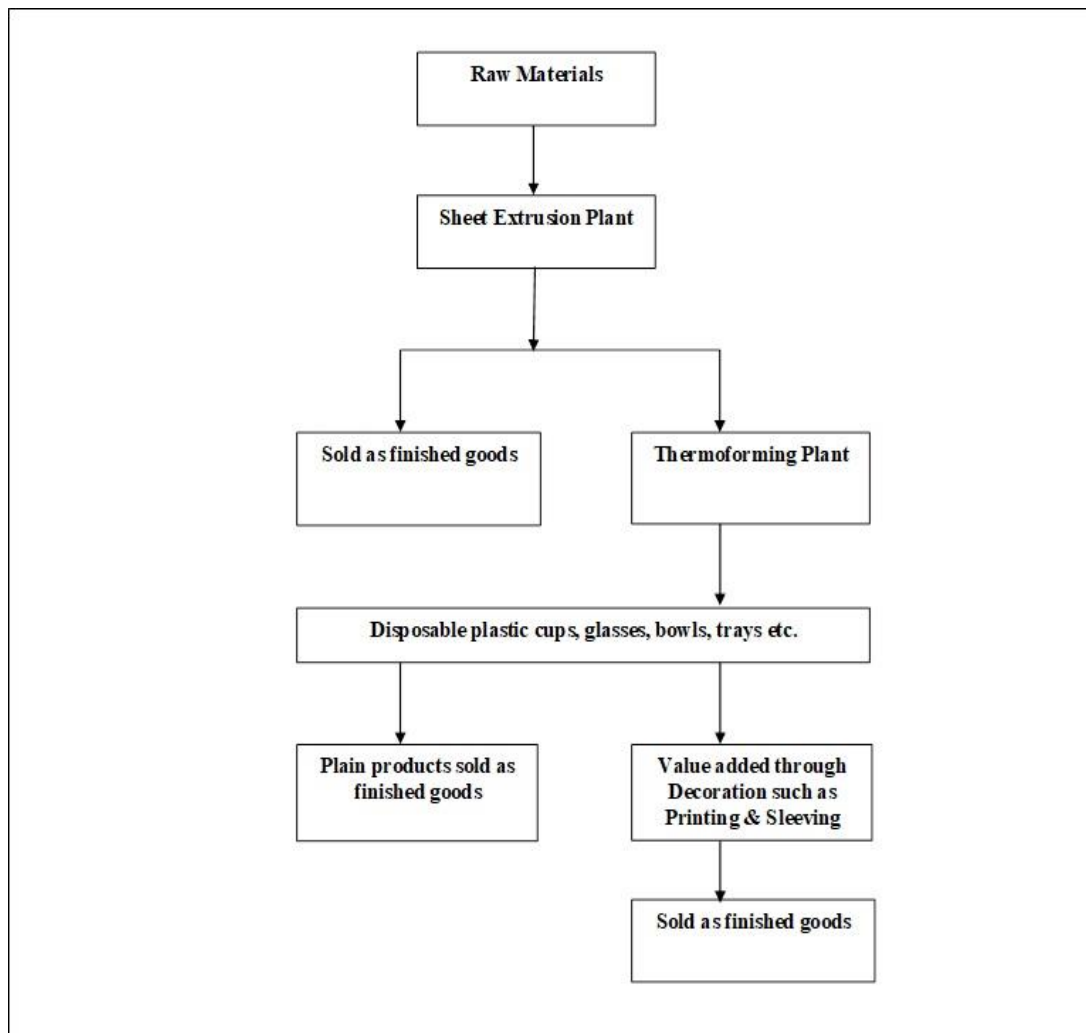 Raw Materials
Sheet Extrusion Plant
Sold as finished goods
Thermoforming Plant
Disposable plastic cups, glasses, bowls, trays etc.
Plain products sold as
finished goods
Value added through
Decoration such as
Printing & Sleeving
Sold as finished goods